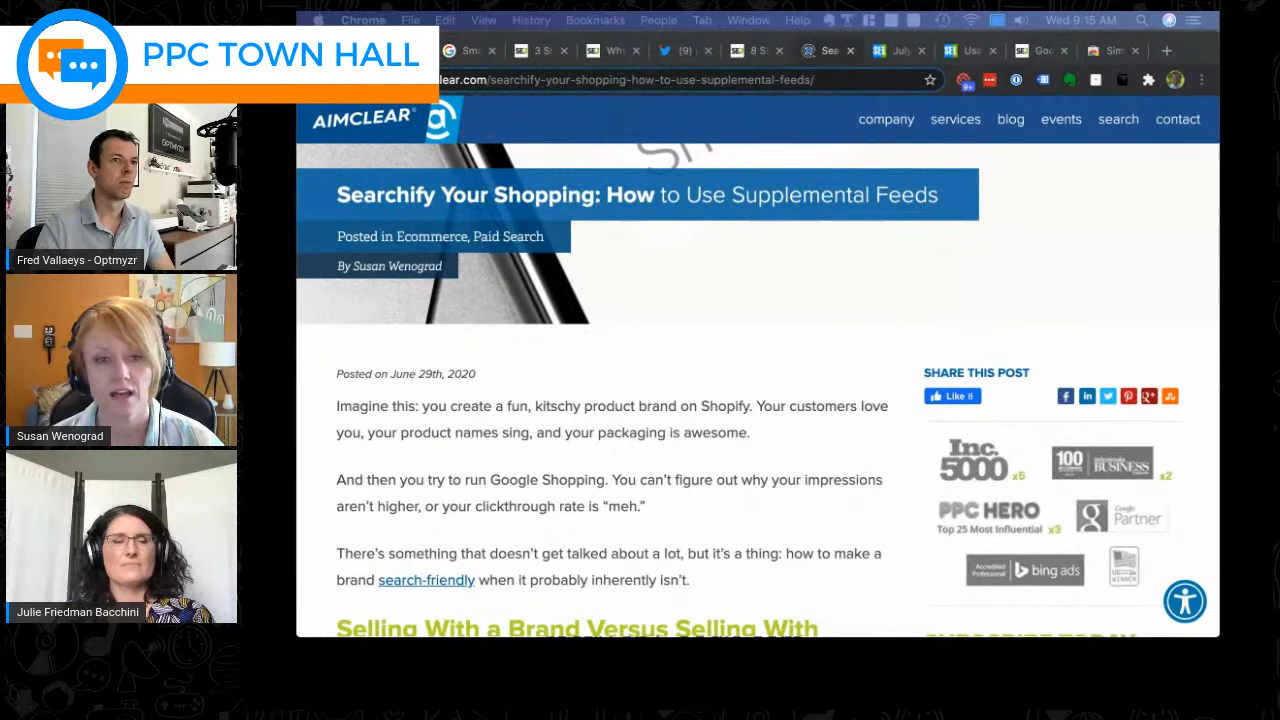 PPC TOWN HALL
Chrome File Edit View History Bookmarks People Tab Window Help
Wed 9:15 AM
lear.com/searchify-your-shopping-how-to-use-supplemental-feeds/
AIMCLEAR
company services blog events search contact
Searchify Your Shopping: How to Use Supplemental Feeds
Posted in Ecommerce, Paid Search
By Susan Wenograd
Posted on June 29th, 2020
Imagine this: you create a fun, kitschy product brand on Shopify. Your customers love
you, your product names sing, and your packaging is awesome.
And then you try to run Google Shopping. You can't figure out why your impressions
aren't higher, or your clickthrough rate is “meh.”
There's something that doesn't get talked about a lot, but it's a thing: how to make a
brand search-friendly when it probably inherently isn't.
Selling With a Brand Versus Selling With
SHARE THIS POST
Like 8
Inc. 5000 x5
100 BUSINESS x2
PPC HERO
Top 25 Most Influential x3
Google Partner
Accredited Professional bing ads
WINNER
OPTMYZR
Fred Vallaeys - Optmyzr
Susan Wenograd
Julie Friedman Bacchini